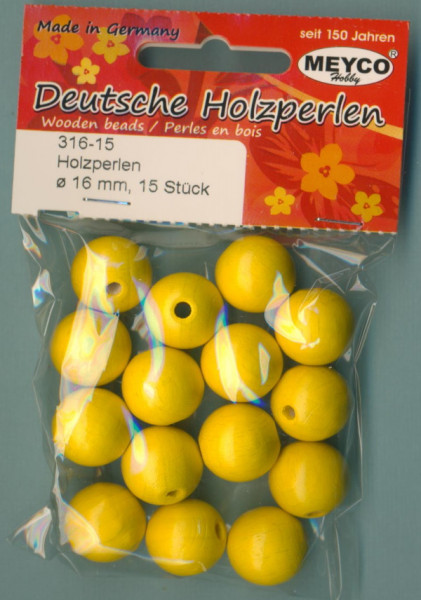 Made in Germany
seit 150 Jahren
MEYCO®
Hobby
Deutsche Holzperlen
Wooden beads / Perles en bois
316-15
Holzperlen
ø 16 mm, 15 Stück